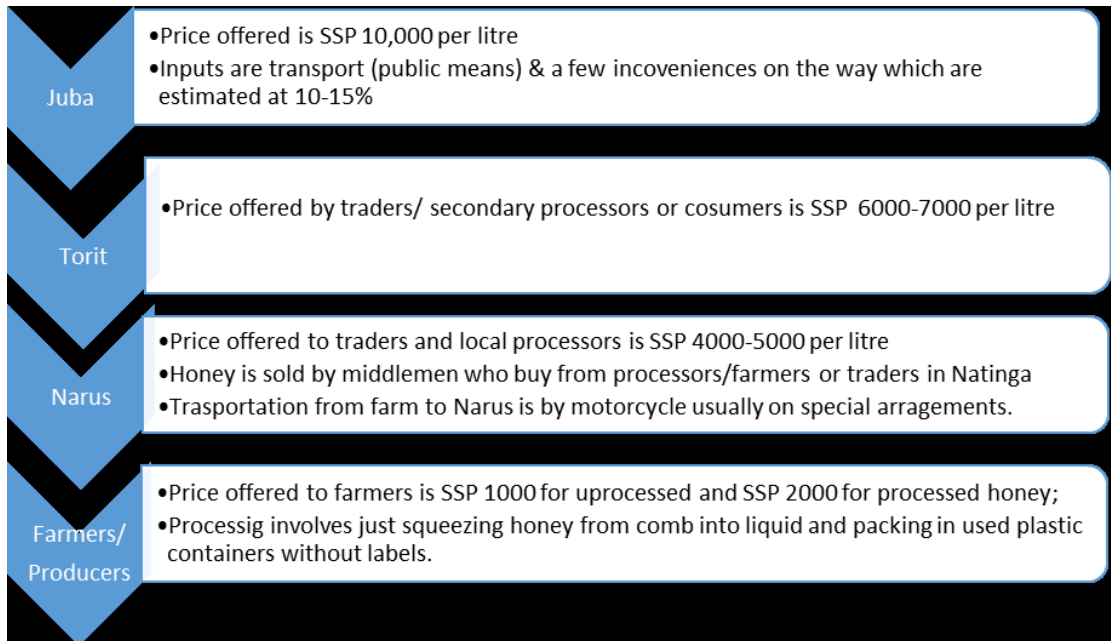 Juba
•Price offered is SSP 10,000 per litre
•Inputs are transport (public means) & a few incoveniences on the way which are
estimated at 10-15%
Torit
•Price offered by traders/ secondary processors or cosumers is SSP  6000-7000 per litre
Narus
•Price offered to traders and local processors is SSP 4000-5000 per litre
•Honey is sold by middlemen who buy from processors/farmers or traders in Natinga
•Trasportation from farm to Narus is by motorcycle usually on special arragements.
Farmers/
Producers
•Price offered to farmers is SSP 1000 for uprocessed and SSP 2000 for processed honey;
•Processig involves just squeezing honey from comb into liquid and packing in used plastic
containers without labels.